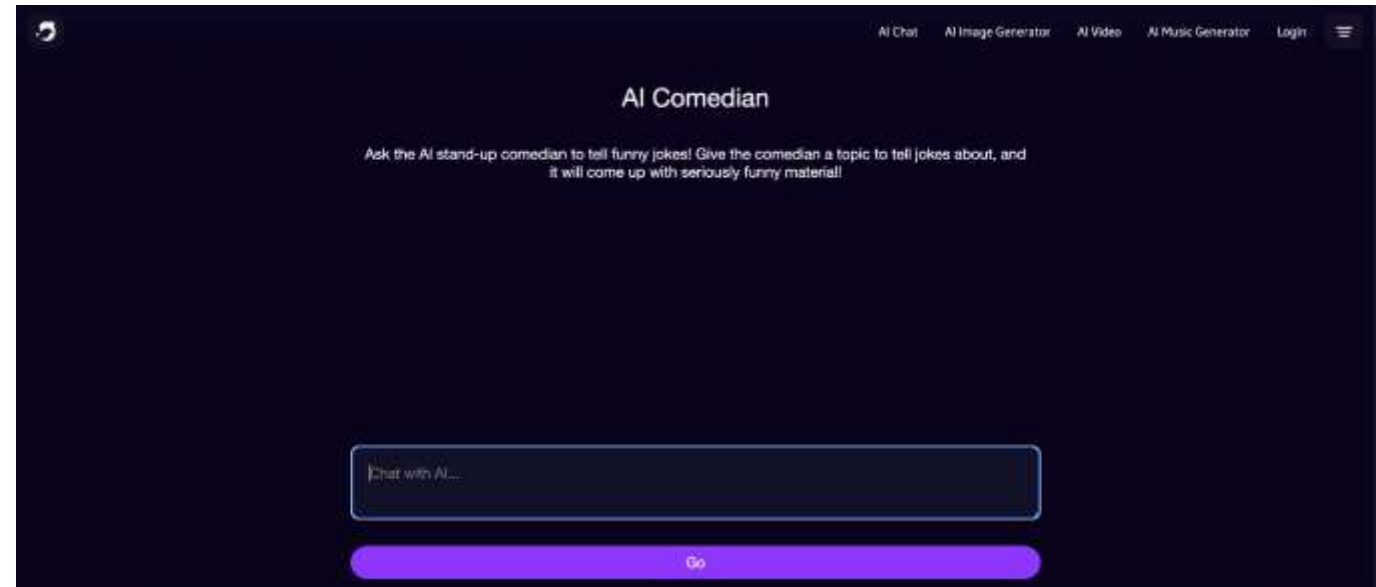 AI Chat AI Image Generator AI Video AI Music Generator Login
AI Comedian
Ask the AI stand-up comedian to tell funny jokes! Give the comedian a topic to tell jokes about, and
it will come up with seriously funny material!
Chat with AI...
Go